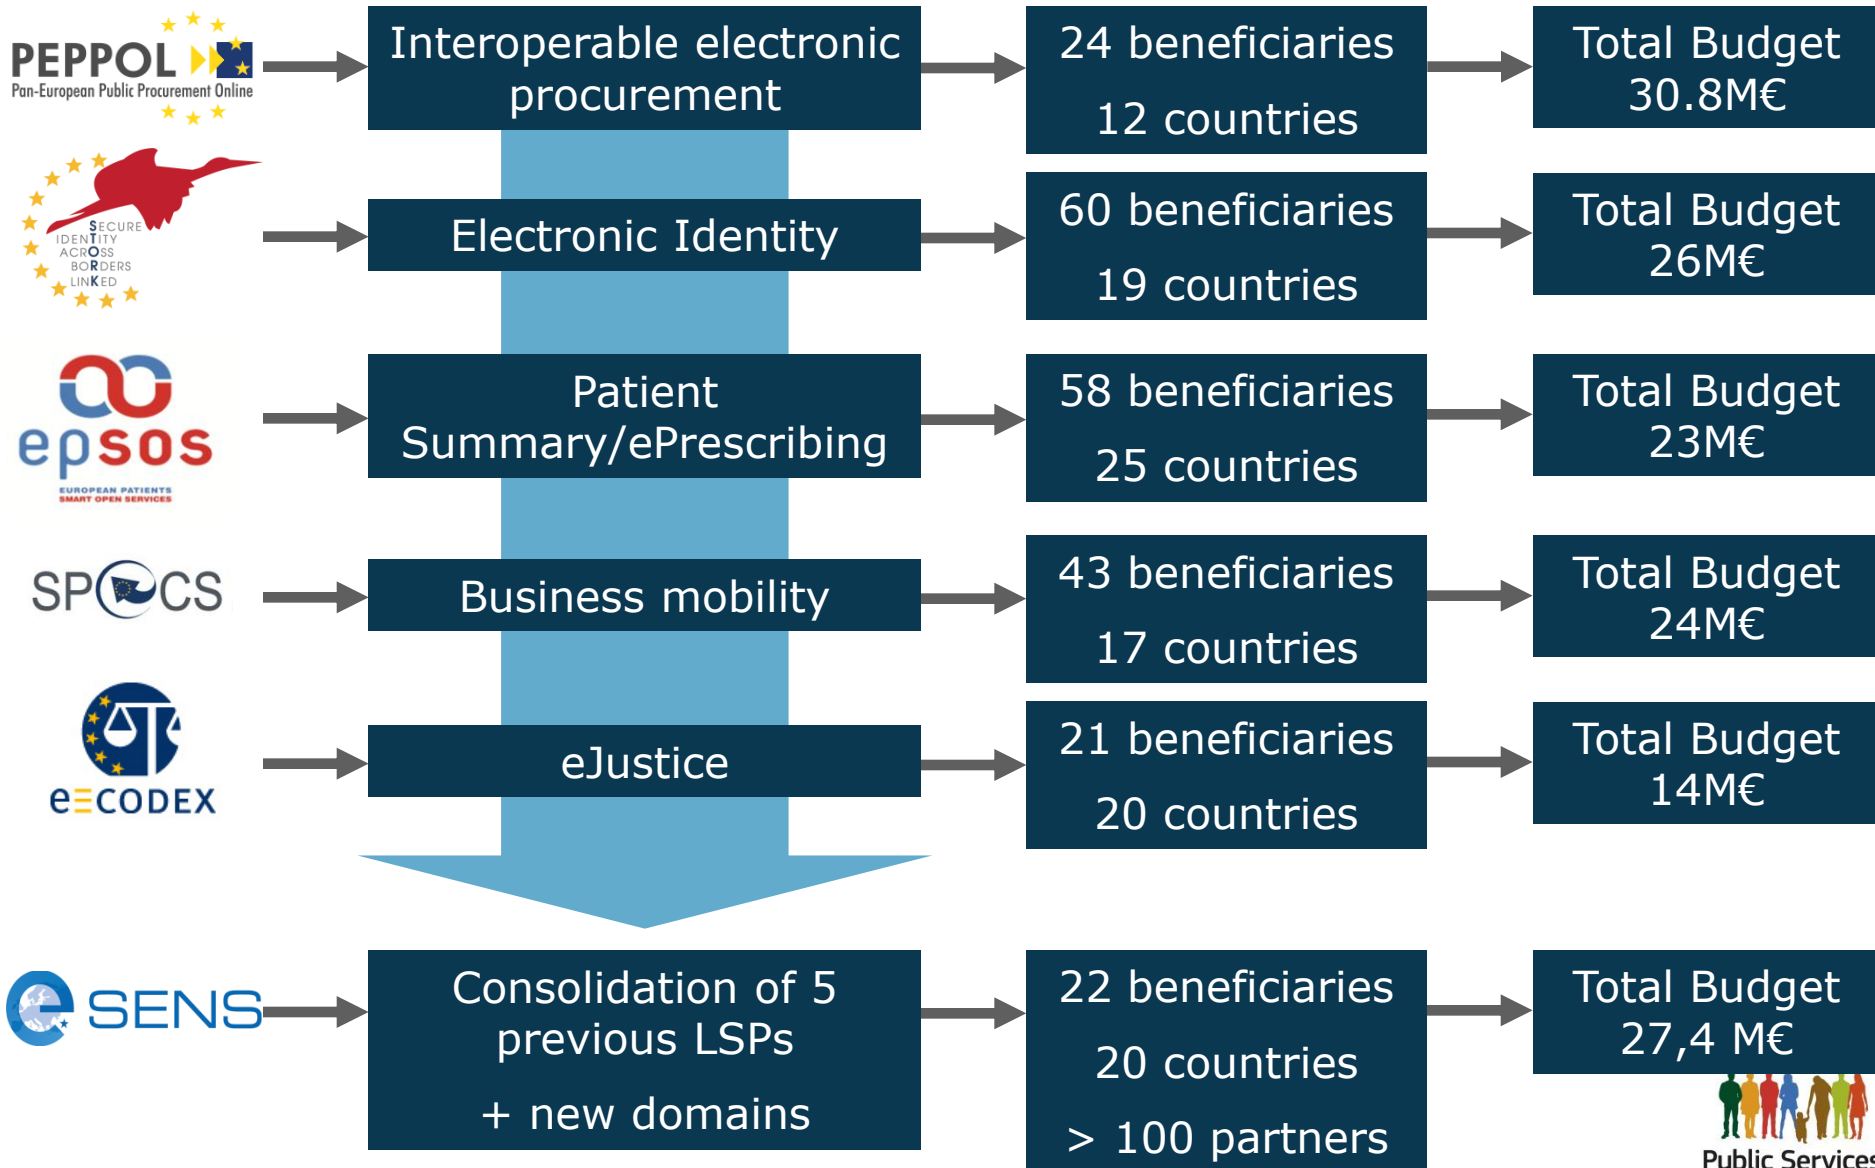 PEPPOL
Pan-European Public Procurement Online
Interoperable electronic
procurement
24 beneficiaries
12 countries
Total Budget
30.8M€
SECURE
IDENTITY
ACROSS
BORDERS
LINKED
STORK
Electronic Identity
60 beneficiaries
19 countries
Total Budget
26M€
epsos
EUROPEAN PATIENTS
SMART OPEN SERVICES
Patient
Summary/ePrescribing
58 beneficiaries
25 countries
Total Budget
23M€
SPOCS
Business mobility
43 beneficiaries
17 countries
Total Budget
24M€
e-CODEX
eJustice
21 beneficiaries
20 countries
Total Budget
14M€
e SENS
Consolidation of 5
previous LSPs
+ new domains
22 beneficiaries
20 countries
> 100 partners
Total Budget
27,4 M€
Public Services